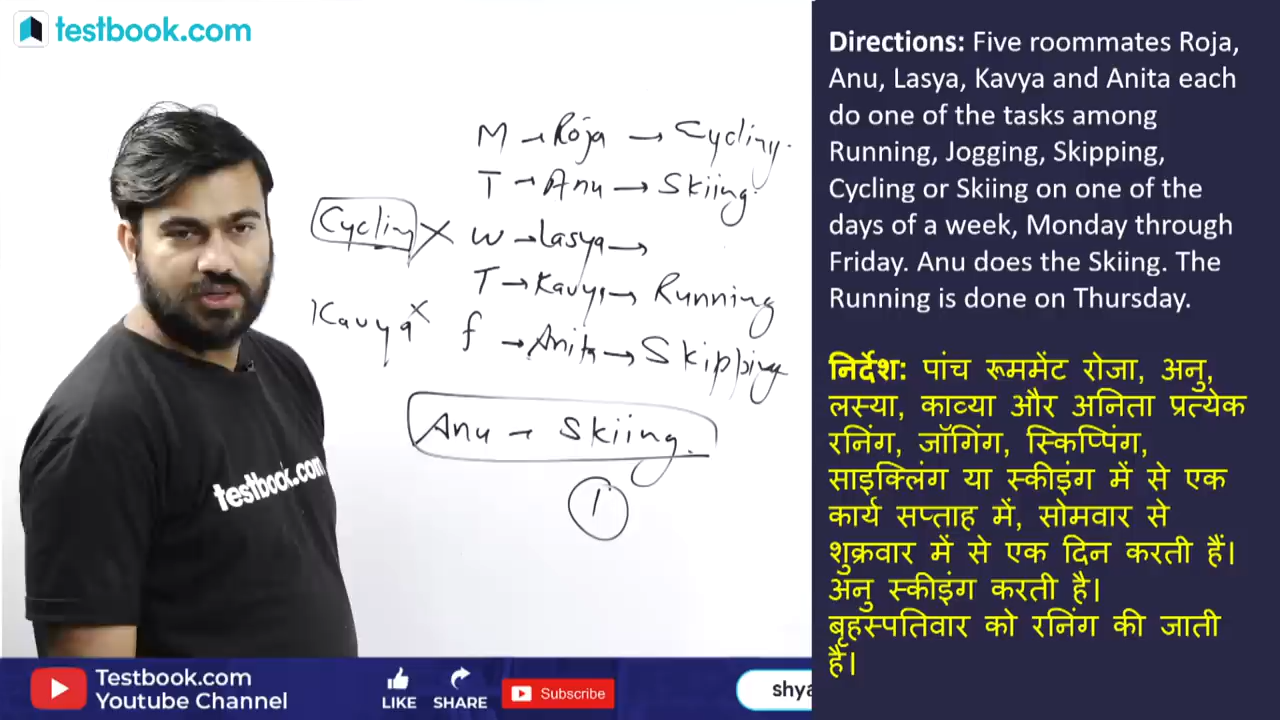 testbook.com
M → Roja → Cycling.
T → Anu → Skiing.
Cyclin X W → Lasya →
T → Kavya → Running
Kavya X f → Anita → Skipping
Anu → Skiing.
1
testbook.com
Directions: Five roommates Roja,
Anu, Lasya, Kavya and Anita each
do one of the tasks among
Running, Jogging, Skipping,
Cycling or Skiing on one of the
days of a week, Monday through
Friday. Anu does the Skiing. The
Running is done on Thursday.
निर्देश: पांच रूममेंट रोजा, अनु,
लस्या, काव्या और अनिता प्रत्येक
रनिंग, जॉगिंग, स्किप्पिंग,
साइक्लिंग या स्कीइंग में से एक
कार्य सप्ताह में, सोमवार से
शुक्रवार में से एक दिन करती हैं।
अनु स्कीइंग करती है।
बृहस्पतिवार को रनिंग की जाती
है।
Testbook.com
Youtube Channel
LIKE
SHARE
Subscribe
shya